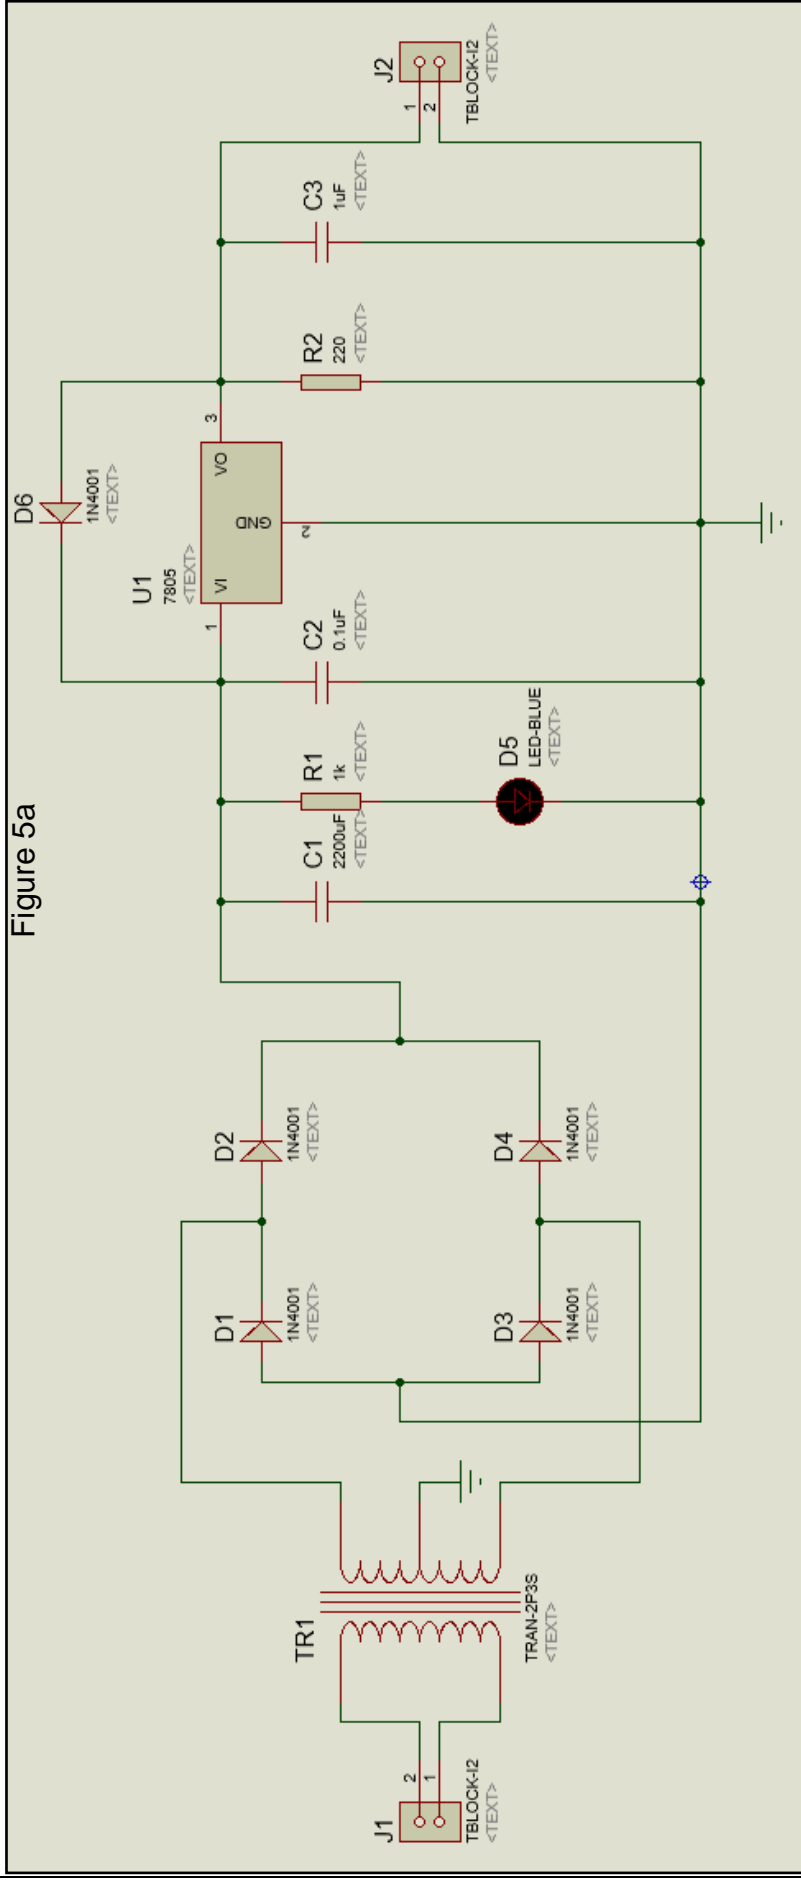 Figure 5a
J1
TBLOCK-I2
<TEXT>
2
1
TR1
TRAN-2P3S
<TEXT>
D1
1N4001
<TEXT>
D2
1N4001
<TEXT>
D3
1N4001
<TEXT>
D4
1N4001
<TEXT>
C1
2200uF
<TEXT>
R1
1k
<TEXT>
D5
LED-BLUE
<TEXT>
C2
0.1uF
<TEXT>
U1
7805
<TEXT>
1
VI
VO
3
GND
2
D6
1N4001
<TEXT>
R2
220
<TEXT>
C3
1uF
<TEXT>
J2
1
2
TBLOCK-I2
<TEXT>